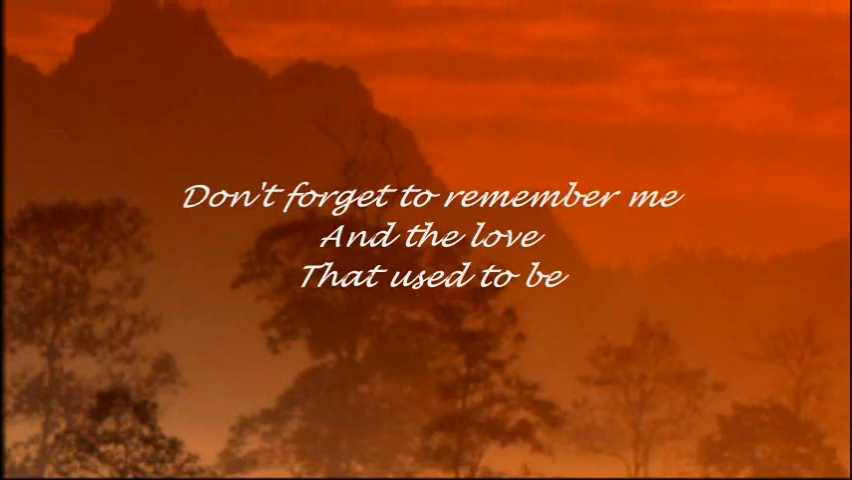 Don't forget to remember me
And the love
That used to be